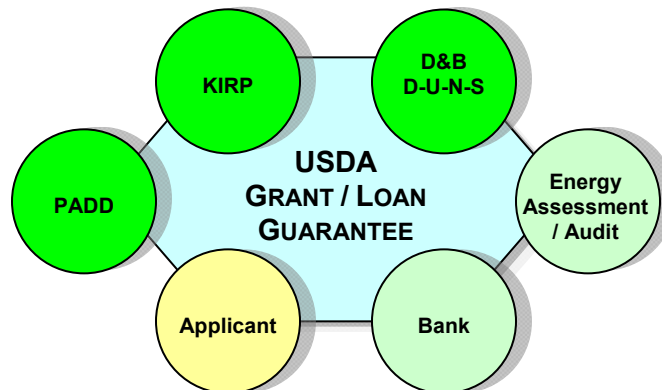 KIRP
D&B
D-U-N-S
PADD
USDA
GRANT / LOAN
GUARANTEE
Energy
Assessment
/ Audit
Applicant
Bank